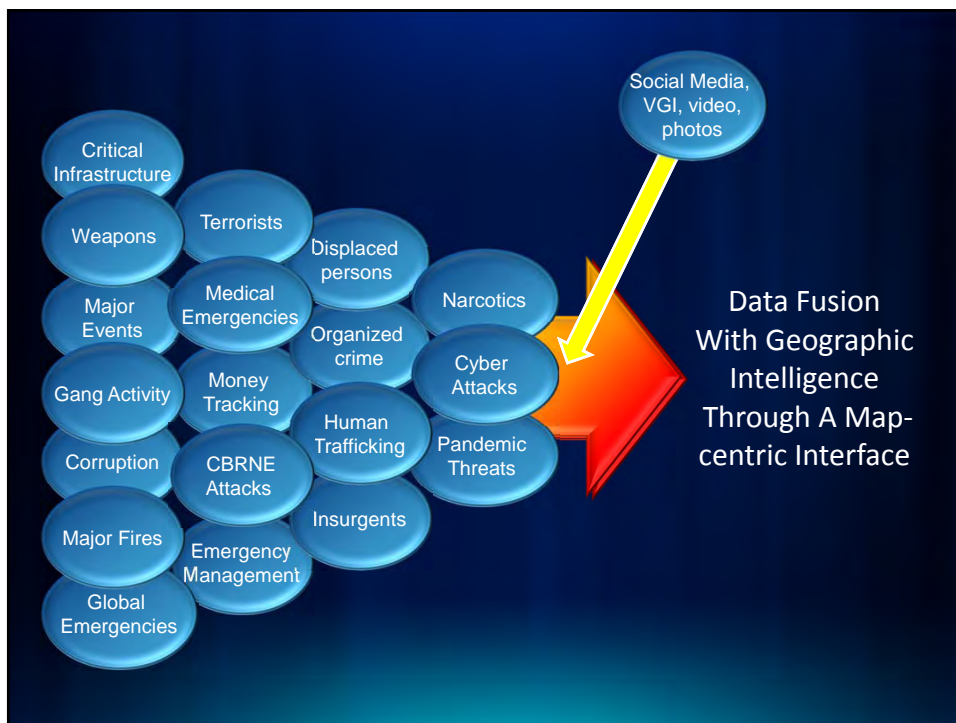 Social Media,
VGI, video,
photos
Critical
Infrastructure
Weapons
Major
Events
Gang Activity
Corruption
Major Fires
Global
Emergencies
Terrorists
Medical
Emergencies
Money
Tracking
CBRNE
Attacks
Emergency
Management
Displaced
persons
Organized
crime
Human
Trafficking
Insurgents
Narcotics
Cyber
Attacks
Pandemic
Threats
Data Fusion
With Geographic
Intelligence
Through A Map-
centric Interface